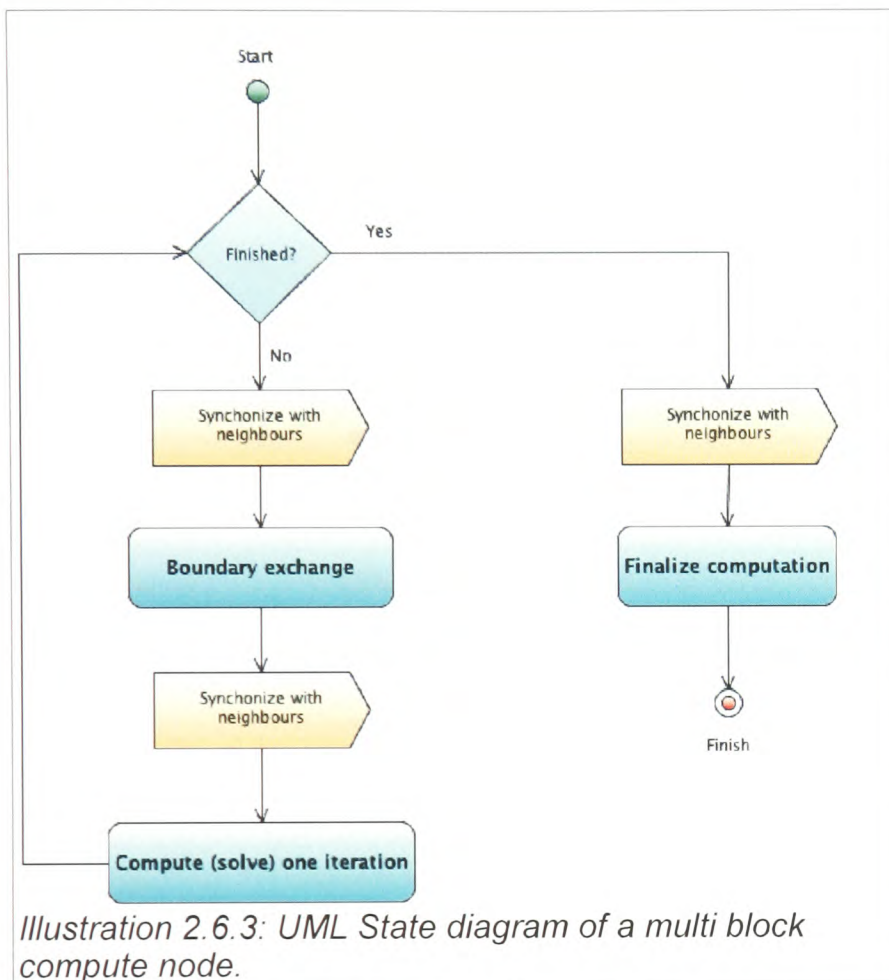 Start
Finished?
Yes
No
Synchonize with
neighbours
Boundary exchange
Synchonize with
neighbours
Compute (solve) one iteration
Synchonize with
neighbours
Finalize computation
Finish
Illustration 2.6.3: UML State diagram of a multi block
compute node.